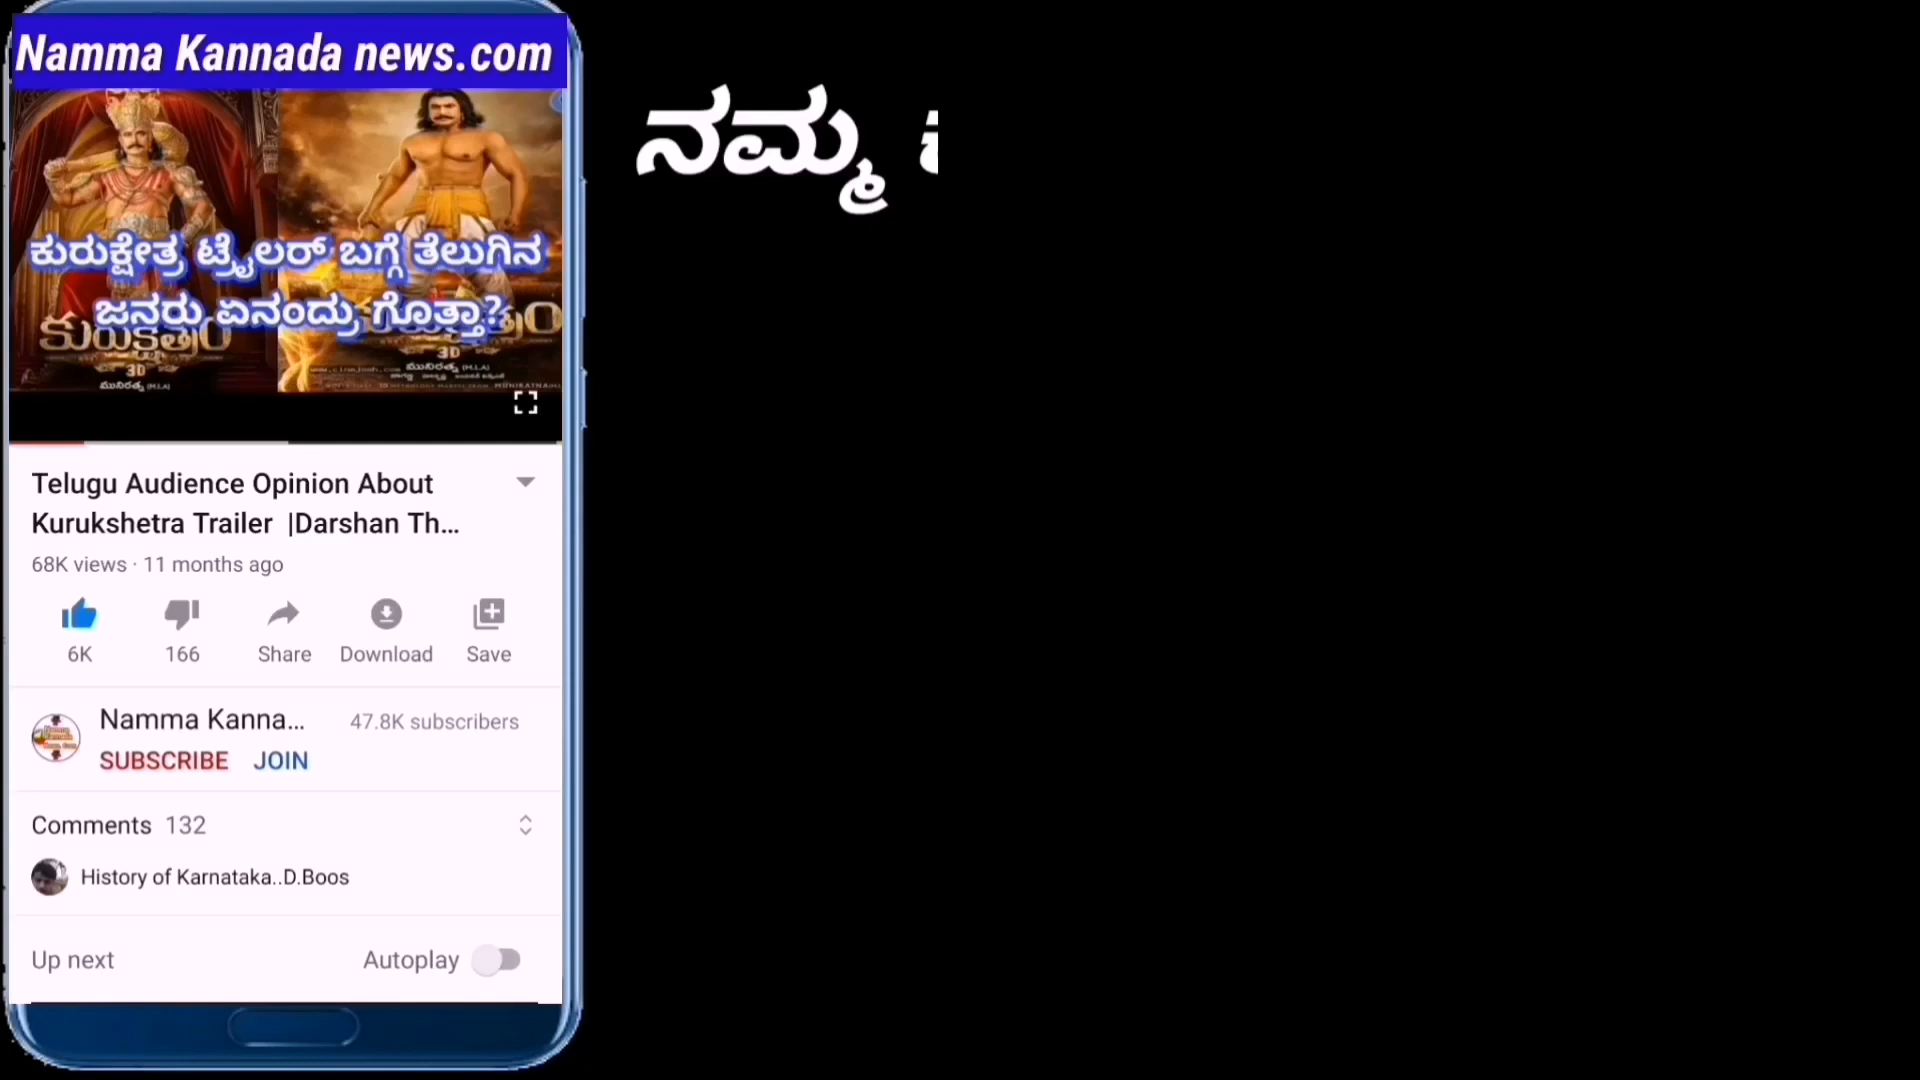 Namma Kannada news.com
ಕುರುಕ್ಷೇತ್ರ ಟ್ರೈಲರ್ ಬಗ್ಗೆ ತೆಲುಗಿನ
ಜನರು ಏನಂದ್ರು ಗೊತ್ತಾ?
3D
3D
ಮునిరత్న (M.L.A)
Telugu Audience Opinion About
Kurukshetra Trailer |Darshan Th...
68K views · 11 months ago
6K
166
Share
Download
Save
Namma Kanna...
47.8K subscribers
SUBSCRIBE
JOIN
Comments 132
History of Karnataka..D.Boos
Up next
Autoplay
ನಮ್ಮ